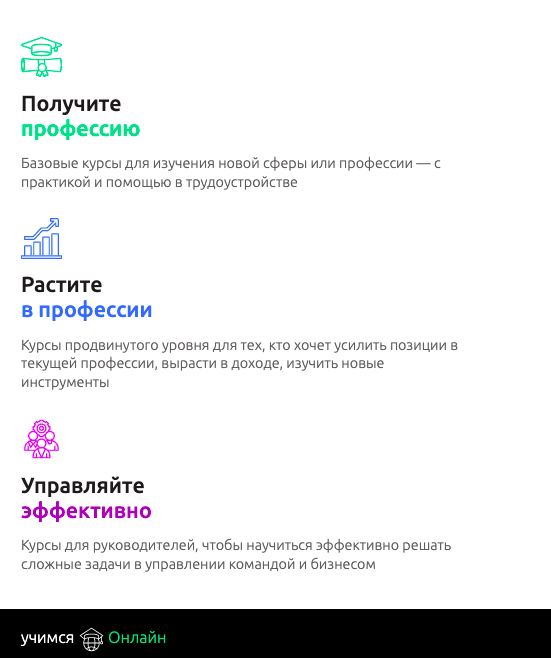 Получите
профессию
Базовые курсы для изучения новой сферы или профессии — с
практикой и помощью в трудоустройстве
Растите
в профессии
Курсы продвинутого уровня для тех, кто хочет усилить позиции в
текущей профессии, вырасти в доходе, изучить новые
инструменты
Управляйте
эффективно
Курсы для руководителей, чтобы научиться эффективно решать
сложные задачи в управлении командой и бизнесом
учимся Онлайн